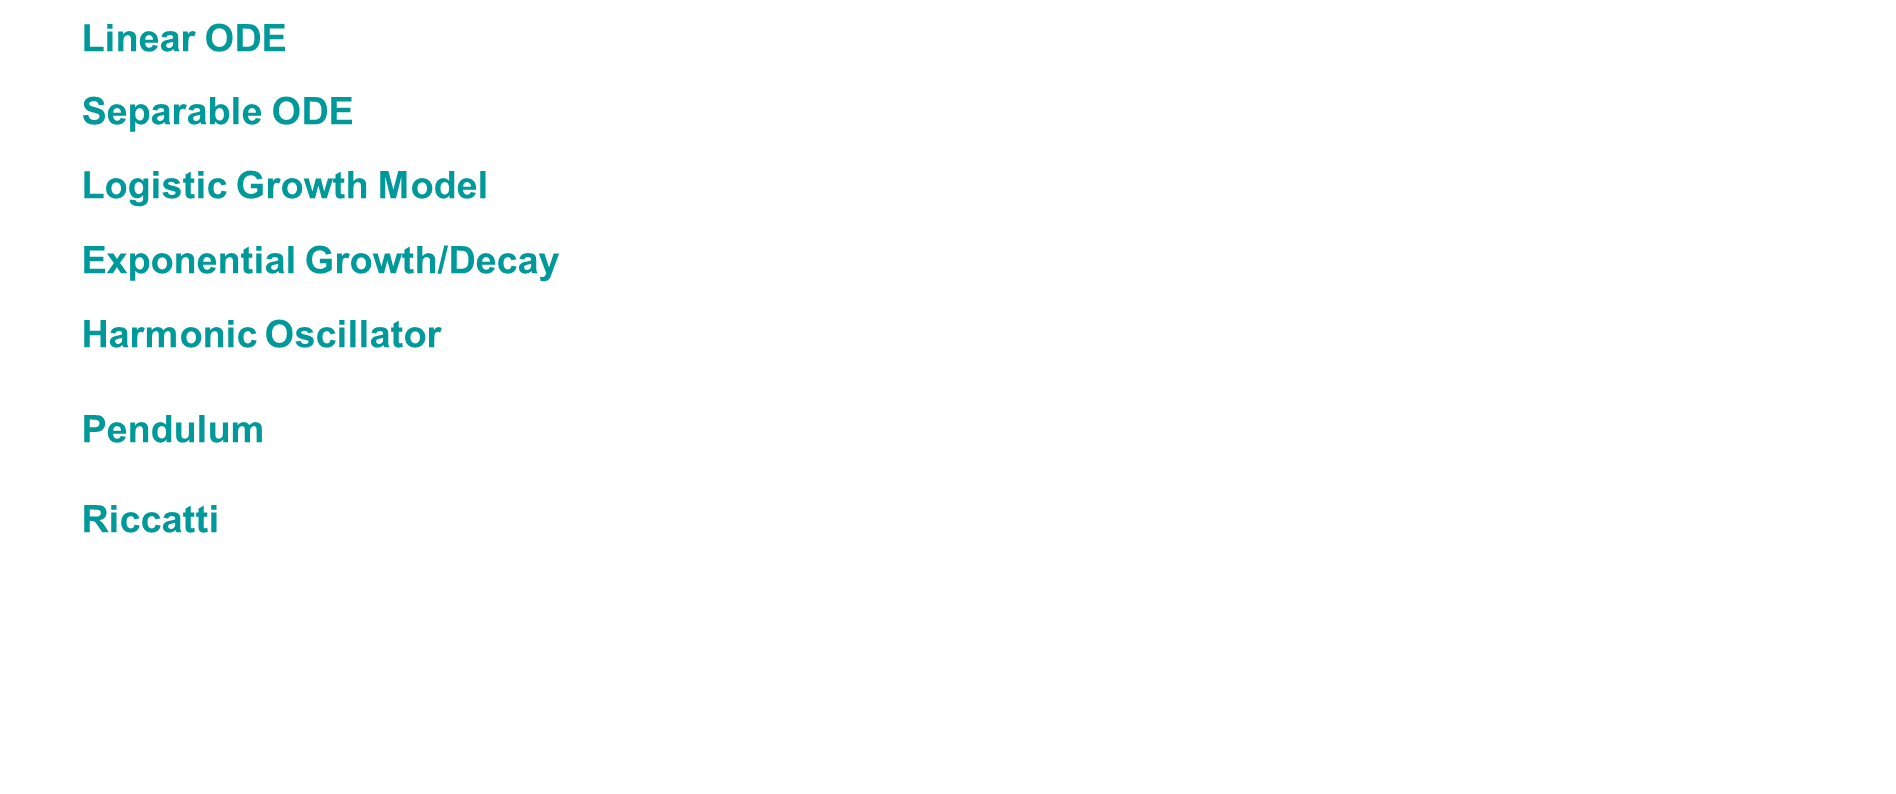 Linear ODE
Separable ODE
Logistic Growth Model
Exponential Growth/Decay
Harmonic Oscillator
Pendulum
Riccatti